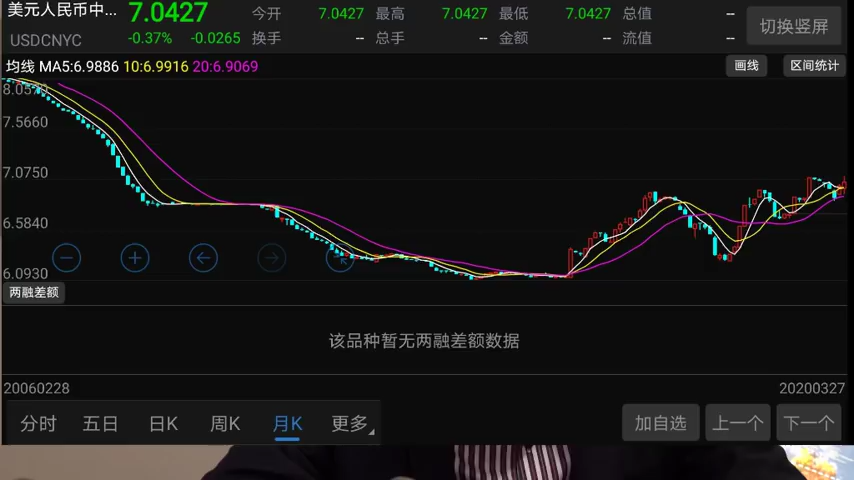 美元人民币中... 7.0427 今开 7.0427 最高 7.0427 最低 7.0427 总值 --
USDCNYC -0.37% -0.0265 换手 -- 总手 -- 金额 -- 流值 -- 切换竖屏
均线 MA5:6.9886 10:6.9916 20:6.9069 画线 区间统计
8.0570
7.5660
7.0750
6.5840
6.0930
两融差额
该品种暂无两融差额数据
20060228 20200327
分时 五日 日K 周K 月K 更多 加自选 上一个 下一个